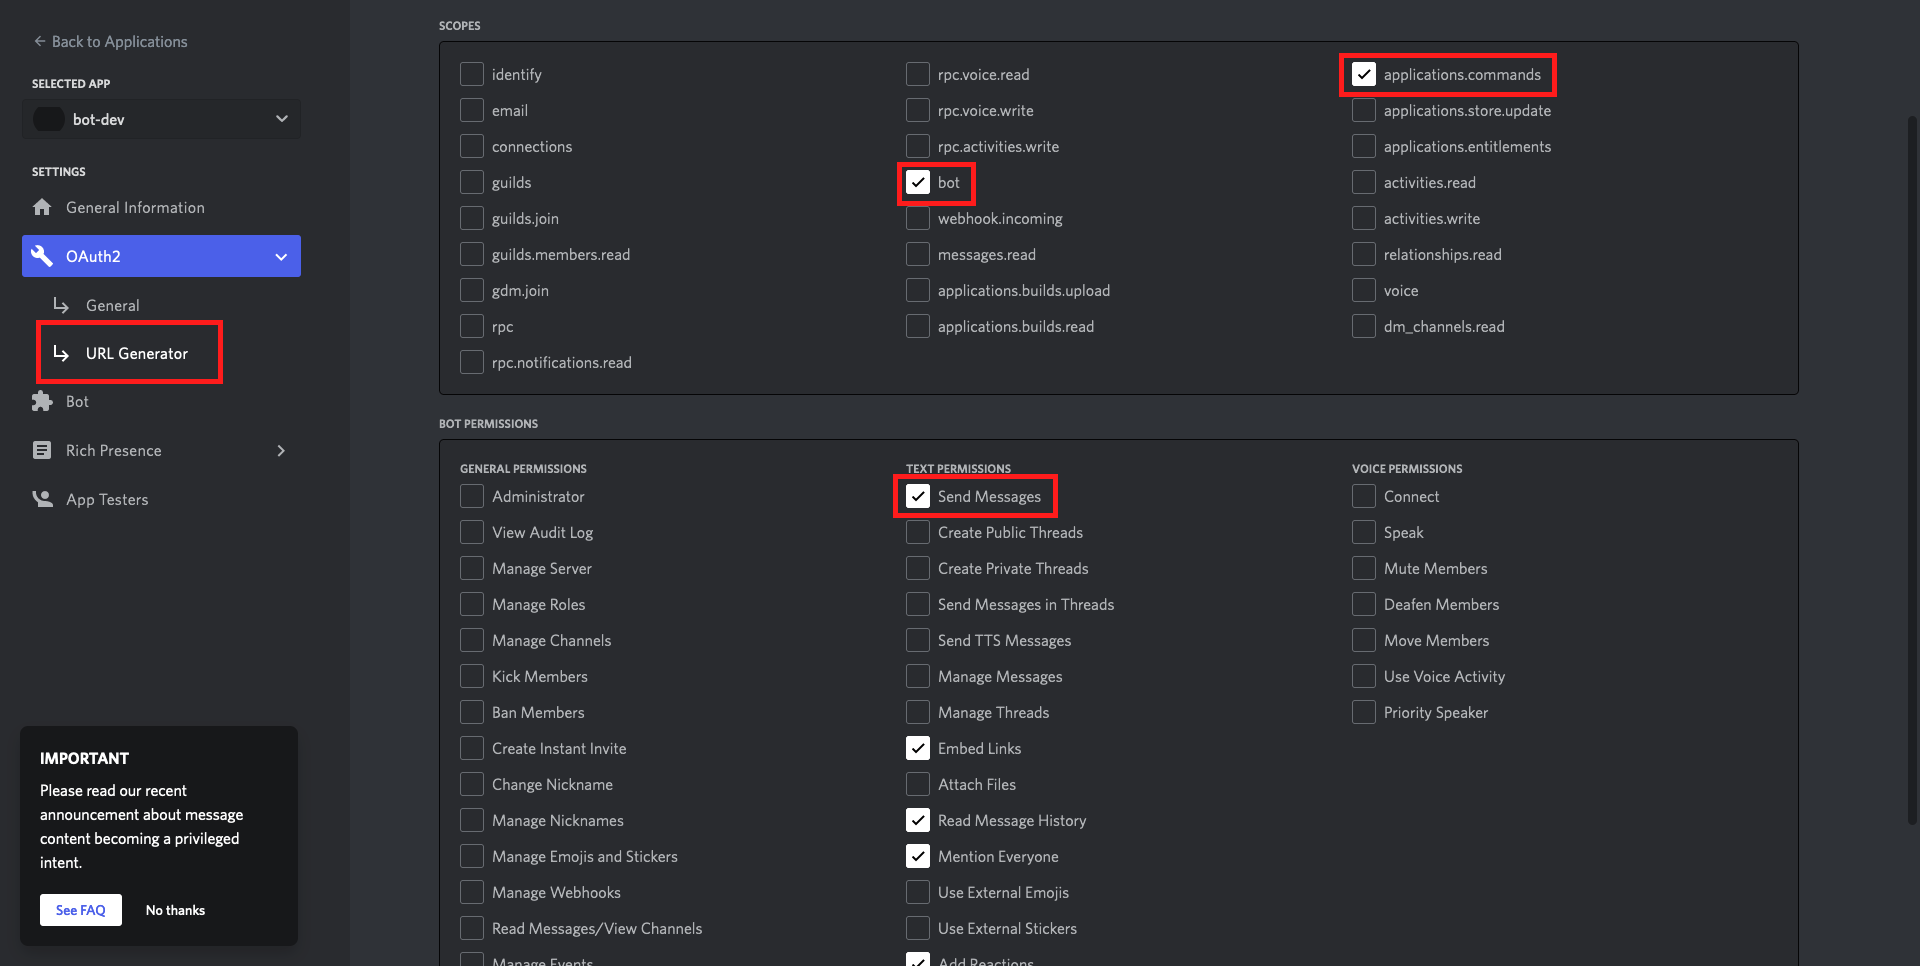 Back to Applications
SELECTED APP
bot-dev
SETTINGS
General Information
OAuth2
General
URL Generator
Bot
Rich Presence
App Testers
IMPORTANT
Please read our recent
announcement about message
content becoming a privileged
intent.
See FAQ
No thanks
SCOPES
identify
email
connections
guilds
guilds.join
guilds.members.read
gdm.join
rpc
rpc.notifications.read
rpc.voice.read
rpc.voice.write
rpc.activities.write
bot
webhook.incoming
messages.read
applications.builds.upload
applications.builds.read
applications.commands
applications.store.update
applications.entitlements
activities.read
activities.write
relationships.read
voice
dm_channels.read
BOT PERMISSIONS
GENERAL PERMISSIONS
Administrator
View Audit Log
Manage Server
Manage Roles
Manage Channels
Kick Members
Ban Members
Create Instant Invite
Change Nickname
Manage Nicknames
Manage Emojis and Stickers
Manage Webhooks
Read Messages/View Channels
Manage Events
TEXT PERMISSIONS
Send Messages
Create Public Threads
Create Private Threads
Send Messages in Threads
Send TTS Messages
Manage Messages
Manage Threads
Embed Links
Attach Files
Read Message History
Mention Everyone
Use External Emojis
Use External Stickers
Add Reactions
VOICE PERMISSIONS
Connect
Speak
Mute Members
Deafen Members
Move Members
Use Voice Activity
Priority Speaker